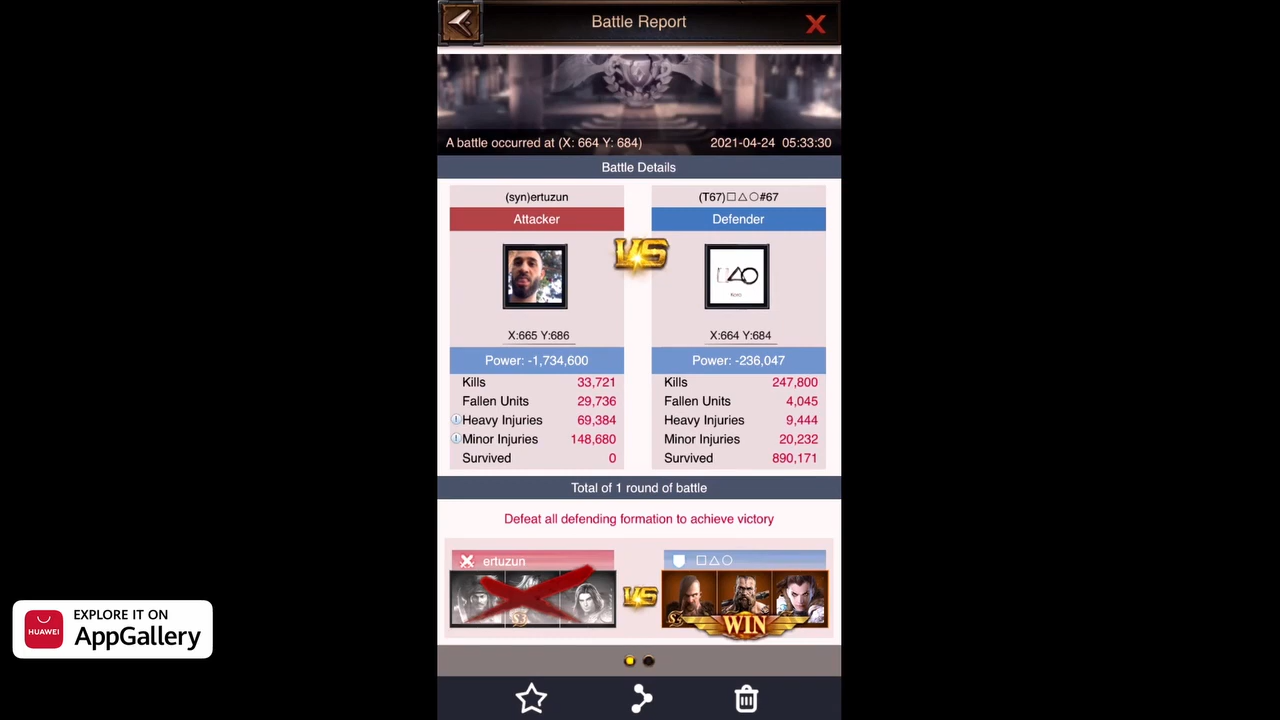 Battle Report
A battle occurred at (X: 664 Y: 684) 2021-04-24 05:33:30
Battle Details
(syn)ertuzun (T67)□△○#67
Attacker Defender
VS
X:665 Y:686 X:664 Y:684
Power: -1,734,600 Power: -236,047
Kills 33,721 Kills 247,800
Fallen Units 29,736 Fallen Units 4,045
Heavy Injuries 69,384 Heavy Injuries 9,444
Minor Injuries 148,680 Minor Injuries 20,232
Survived 0 Survived 890,171
Total of 1 round of battle
Defeat all defending formation to achieve victory
ertuzun □△○
VS
WIN
EXPLORE IT ON
AppGallery
HUAWEI